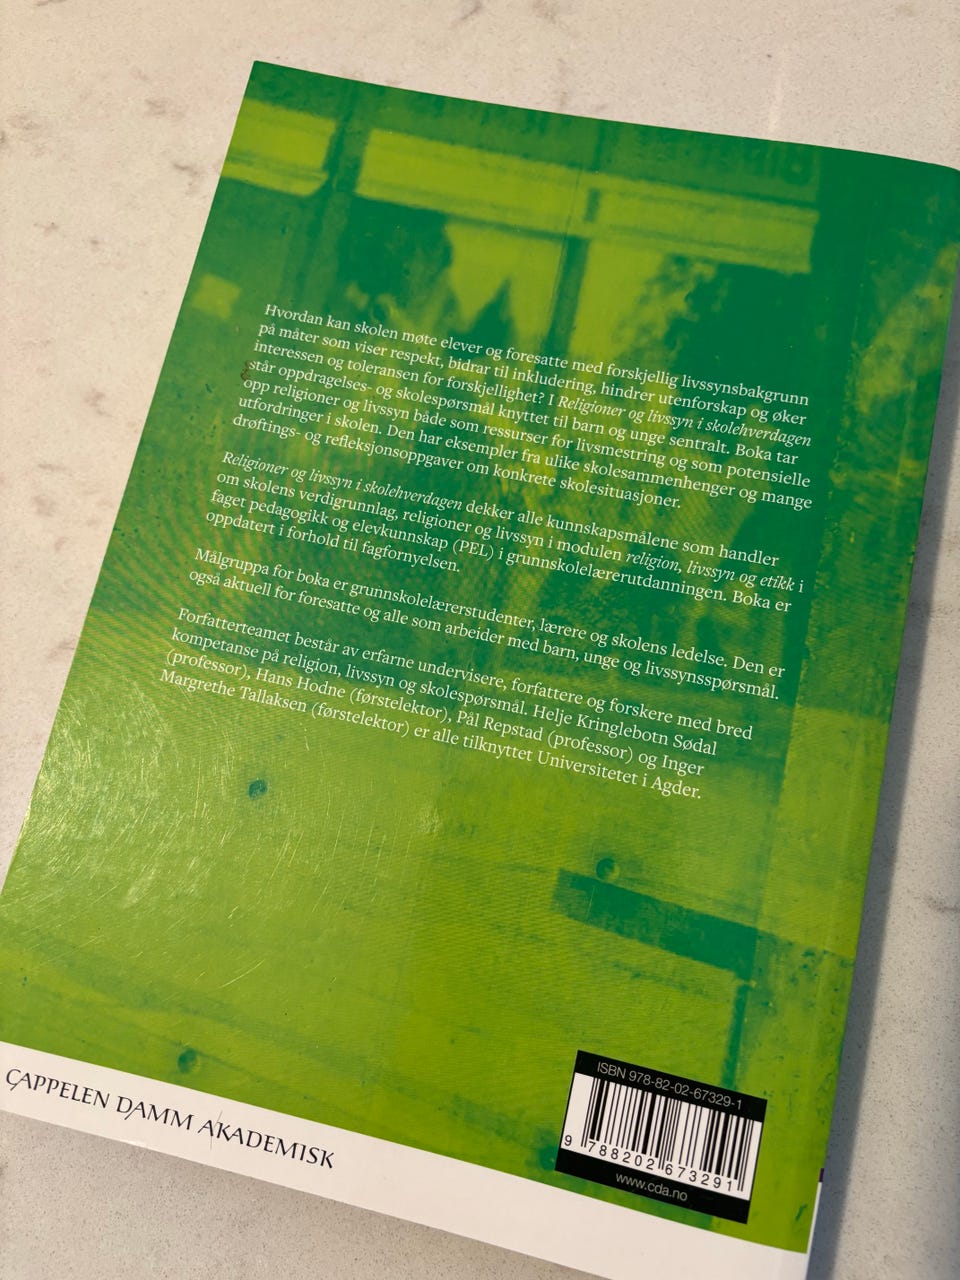 Hvordan kan skolen møte elever og foresatte med forskjellig livssynsbakgrunn
på måter som viser respekt, bidrar til inkludering, hindrer utenforskap og øker
interessen og toleransen for forskjellighet? I Religioner og livssyn i skolehverdagen
står oppdragelses- og skolespørsmål knyttet til barn og unge sentralt. Boka tar
opp religioner og livssyn både som ressurser for livsmestring og som potensielle
utfordringer i skolen. Den har eksempler fra ulike skolesammenhenger og mange
drøftings- og refleksjonsoppgaver om konkrete skolesituasjoner.
Religioner og livssyn i skolehverdagen dekker alle kunnskapsmålene som handler
om skolens verdigrunnlag, religioner og livssyn i modulen religion, livssyn og etikk i
faget pedagogikk og elevkunnskap (PEL) i grunnskolelærerutdanningen. Boka er
oppdatert i forhold til fagfornyelsen.
Målgruppa for boka er grunnskolelærerstudenter, lærere og skolens ledelse. Den er
også aktuell for foresatte og alle som arbeider med barn, unge og livssynsspørsmål.
Forfatterteamet består av erfarne undervisere, forfattere og forskere med bred
kompetanse på religion, livssyn og skolespørsmål. Helje Kringlebotn Sødal
(professor), Hans Hodne (førstelektor), Pål Repstad (professor) og Inger
Margrethe Tallaksen (førstelektor) er alle tilknyttet Universitetet i Agder.
CAPPELEN DAMM AKADEMISK
ISBN 978-82-02-67329-1
9 788202 673291
www.cda.no